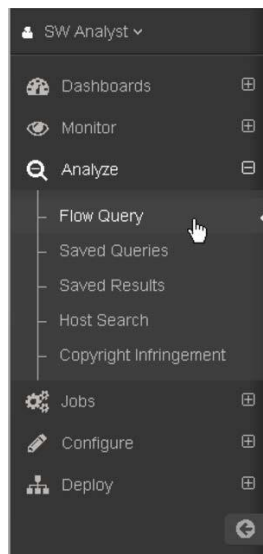 SW Analyst
Dashboards
Monitor
Analyze
Flow Query
Saved Queries
Saved Results
Host Search
Copyright Infringement
Jobs
Configure
Deploy